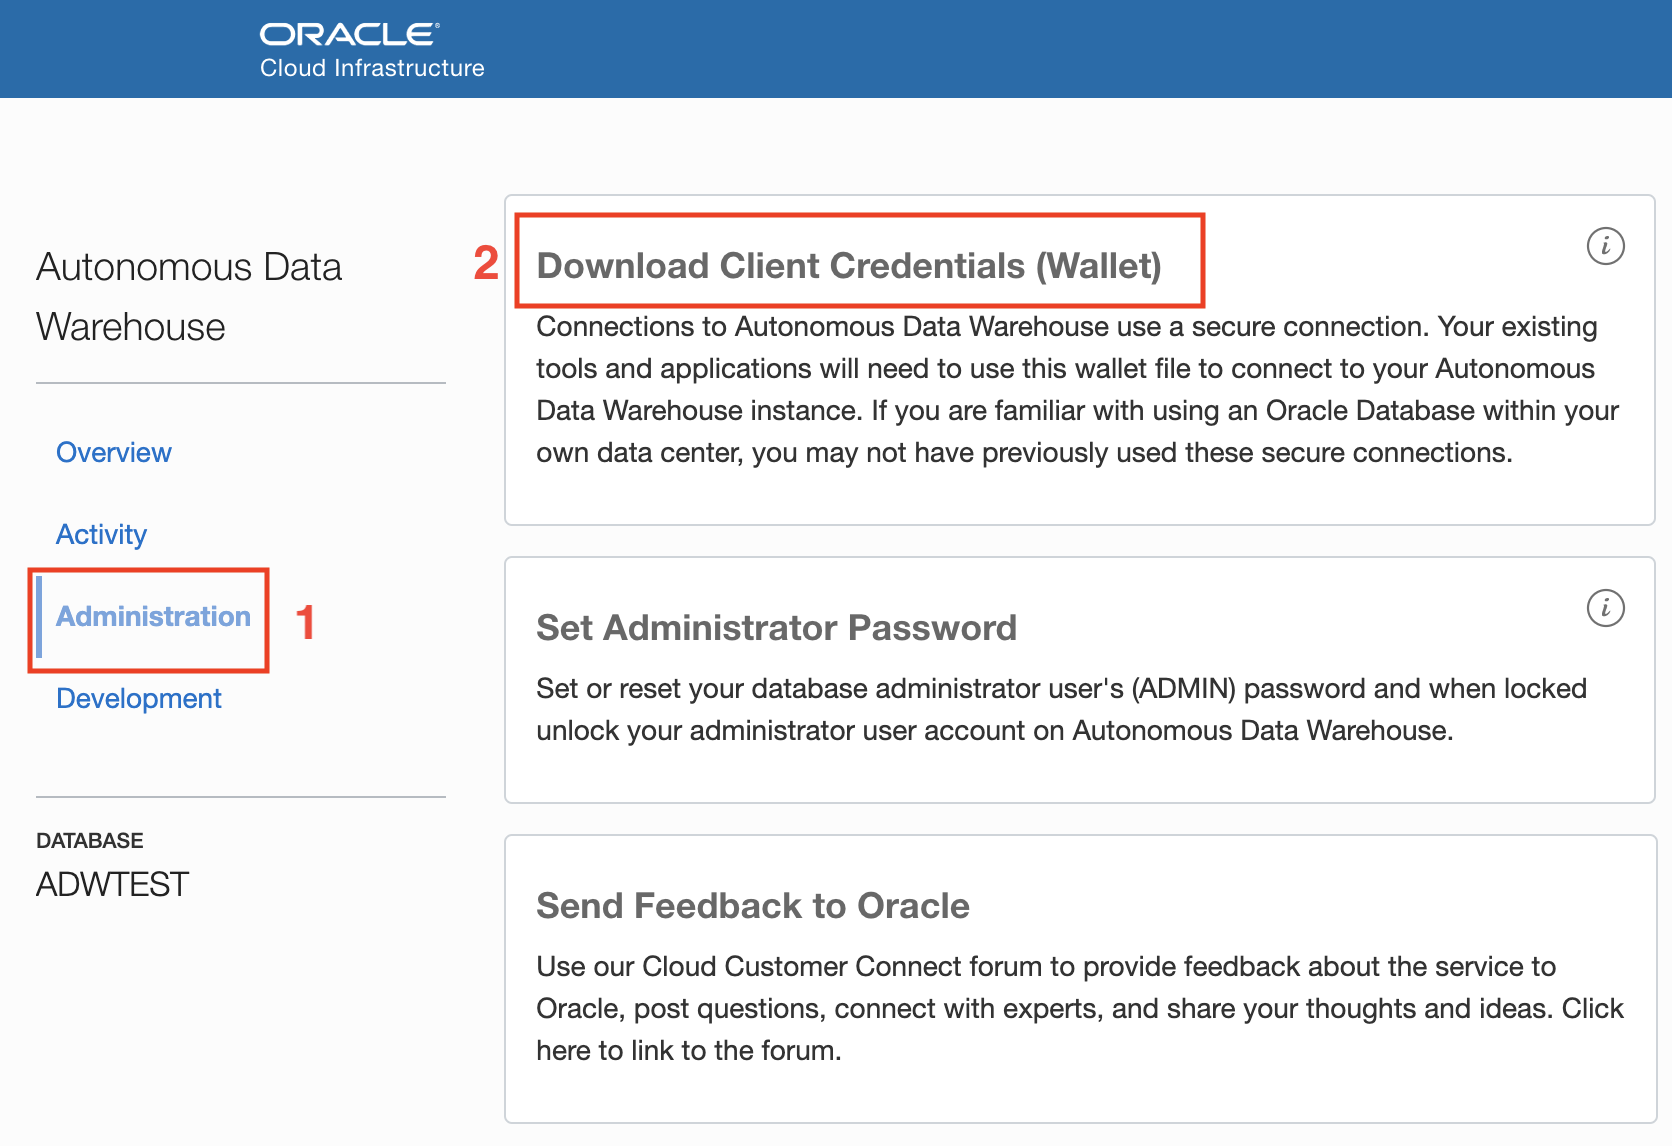 ORACLE®
Cloud Infrastructure
Autonomous Data
Warehouse
Overview
Activity
Administration
1
Development
DATABASE
ADWTEST
2
Download Client Credentials (Wallet)
i
Connections to Autonomous Data Warehouse use a secure connection. Your existing
tools and applications will need to use this wallet file to connect to your Autonomous
Data Warehouse instance. If you are familiar with using an Oracle Database within your
own data center, you may not have previously used these secure connections.
Set Administrator Password
i
Set or reset your database administrator user's (ADMIN) password and when locked
unlock your administrator user account on Autonomous Data Warehouse.
Send Feedback to Oracle
Use our Cloud Customer Connect forum to provide feedback about the service to
Oracle, post questions, connect with experts, and share your thoughts and ideas. Click
here to link to the forum.